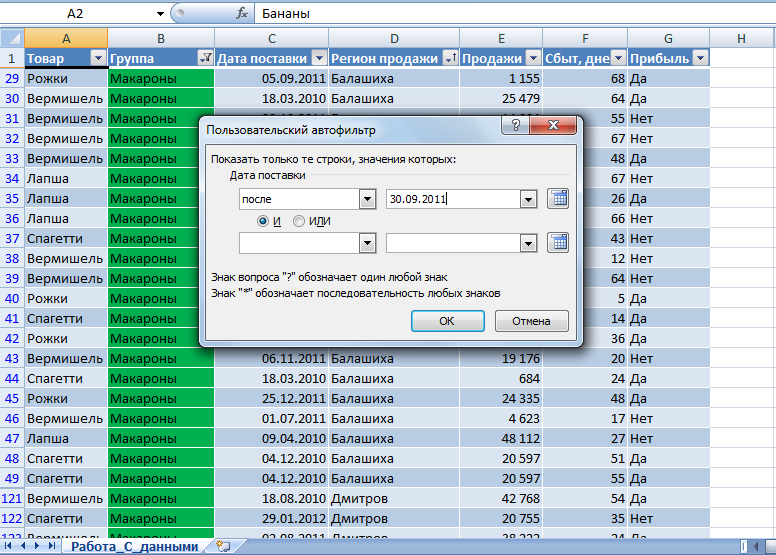 A2 fx Бананы
A B C D E F G H I
1 Товар Группа Дата поставки Регион продажи Продажи Сбыт, дне Прибыль
29 Рожки Макароны 05.09.2011 Балашиха 1 155 68 Да
30 Вермишель Макароны 18.03.2010 Балашиха 25 479 64 Да
31 Вермишель Макароны 55 Нет
32 Вермишель Макароны 67 Нет
33 Вермишель Макароны 48 Да
34 Лапша Макароны 67 Нет
35 Лапша Макароны 26 Да
36 Лапша Макароны 66 Нет
37 Спагетти Макароны 43 Нет
38 Вермишель Макароны 12 Нет
39 Вермишель Макароны 64 Нет
40 Рожки Макароны 5 Да
41 Спагетти Макароны 14 Да
42 Рожки Макароны 36 Да
Пользовательский автофильтр
Показать только те строки, значения которых:
Дата поставки
после 30.09.2011
И ИЛИ
Знак вопроса "?" обозначает один любой знак
Знак "*" обозначает последовательность любых знаков
ОК Отмена
43 Вермишель Макароны 06.11.2011 Балашиха 19 176 20 Нет
44 Спагетти Макароны 18.03.2010 Балашиха 684 24 Да
45 Рожки Макароны 25.12.2011 Балашиха 24 335 48 Да
46 Вермишель Макароны 01.07.2011 Балашиха 4 623 17 Нет
47 Лапша Макароны 09.04.2010 Балашиха 48 112 27 Нет
48 Спагетти Макароны 04.12.2010 Балашиха 20 597 51 Да
49 Спагетти Макароны 04.12.2010 Балашиха 20 597 55 Да
121 Вермишель Макароны 18.08.2010 Дмитров 42 768 54 Да
122 Спагетти Макароны 29.01.2012 Дмитров 20 755 35 Нет
Работа_С_данными